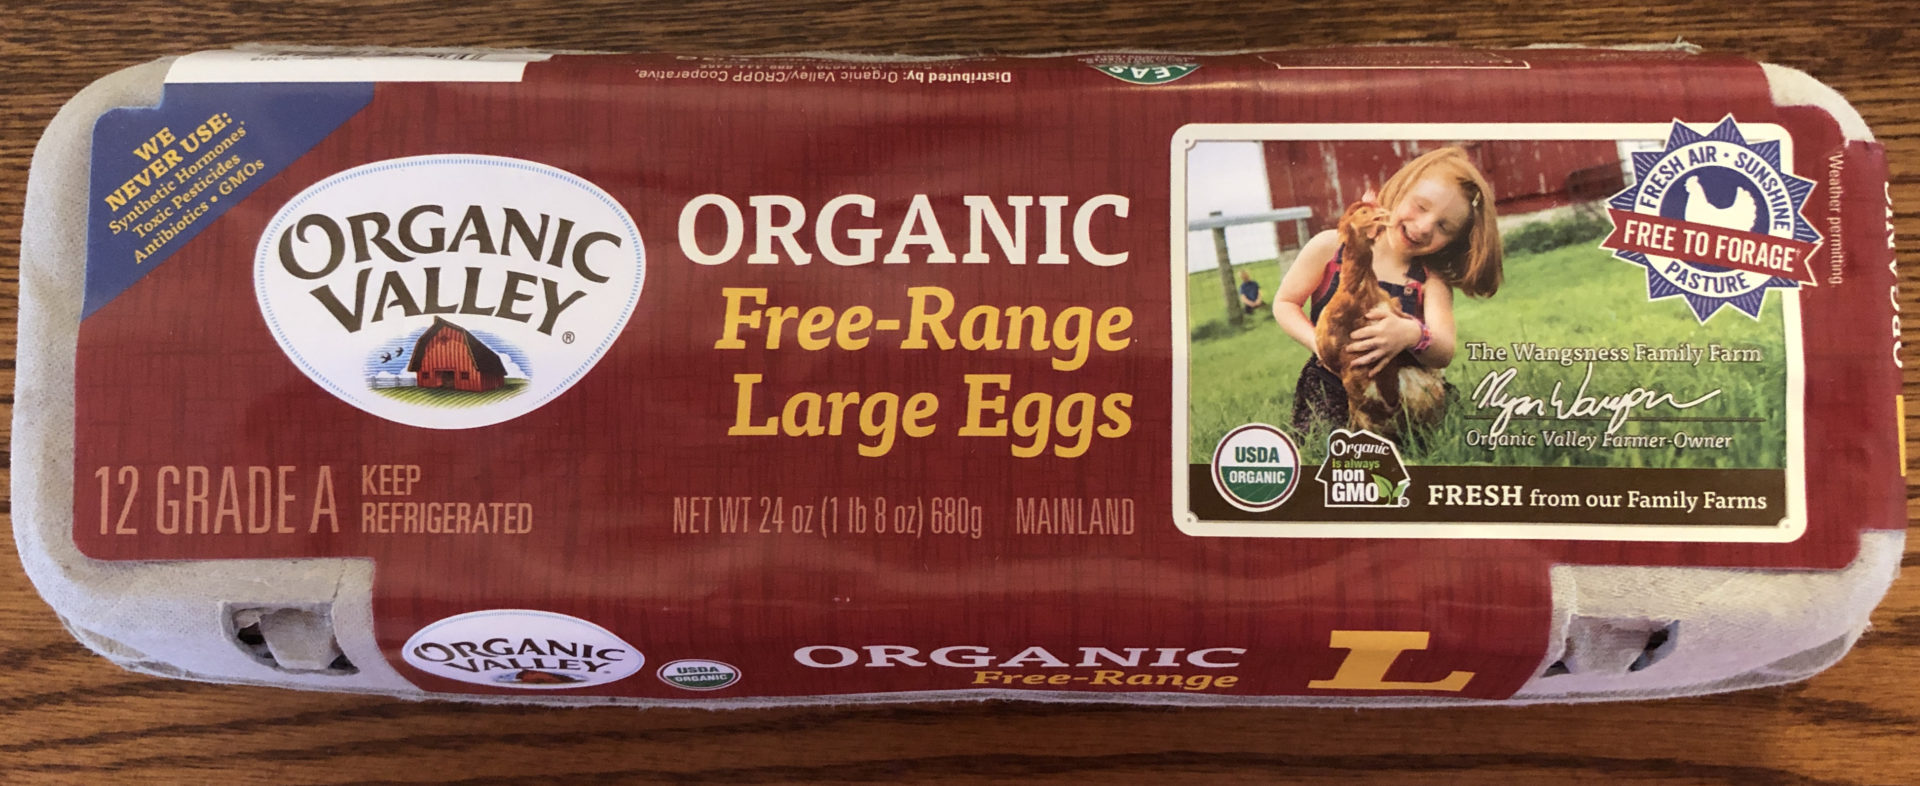 Distributed by: Organic Valley/CROPP Cooperative,
WE
NEVER USE:
Synthetic Hormones*
Toxic Pesticides
Antibiotics • GMOs
ORGANIC
VALLEY®
ORGANIC
Free-Range
Large Eggs
12 GRADE A
KEEP
REFRIGERATED
NET WT 24 oz (1 lb 8 oz) 680g MAINLAND
FRESH AIR • SUNSHINE
FREE TO FORAGE†
PASTURE
Weather permitting.
The Wangsness Family Farm
Organic Valley Farmer-Owner
USDA
ORGANIC
Organic
is always
non
GMO
FRESH from our Family Farms
ORGANIC
ORGANIC
VALLEY®
USDA
ORGANIC
ORGANIC
Free-Range
L